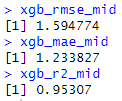 > xgb_rmse_mid
[1] 1.594774
> xgb_mae_mid
[1] 1.233827
> xgb_r2_mid
[1] 0.95307